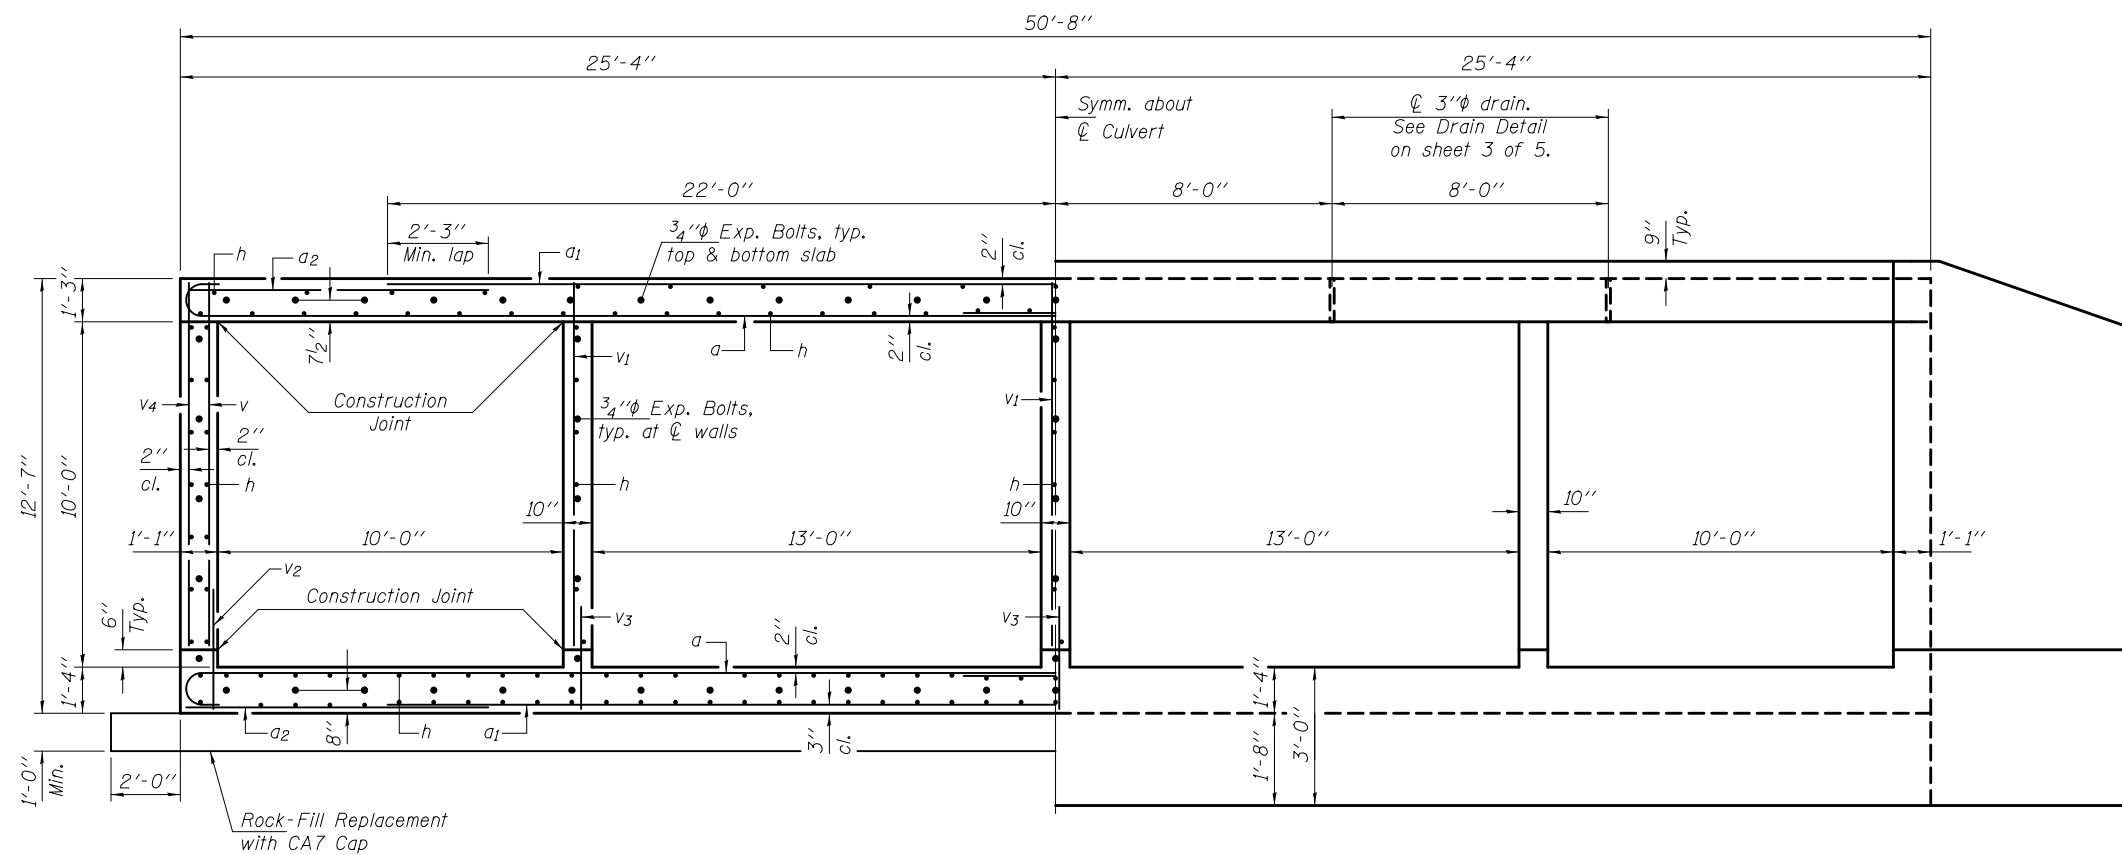 50'-8"
25'-4"
25'-4"
Symm. about
℄ Culvert
℄ 3"ϕ drain.
See Drain Detail
on sheet 3 of 5.
22'-0"
8'-0"
8'-0"
2'-3"
Min. lap
3/4"ϕ Exp. Bolts, typ.
top & bottom slab
h
a2
a1
2"
cl.
9"
Typ.
1'-3"
7 1/2"
a
h
2"
cl.
v1
v4
v
Construction
Joint
3/4"ϕ Exp. Bolts,
typ. at ℄ walls
v1
2"
cl.
2"
cl.
h
h
h
12'-7"
10'-0"
10"
10"
10"
1'-1"
10'-0"
13'-0"
13'-0"
10'-0"
1'-1"
v2
6"
Typ.
Construction Joint
v3
v3
a
2"
cl.
1'-4"
1'-4"
a2
8"
h
a1
3"
cl.
1'-8"
3'-0"
1'-0"
Min.
2'-0"
Rock-Fill Replacement
with CA7 Cap